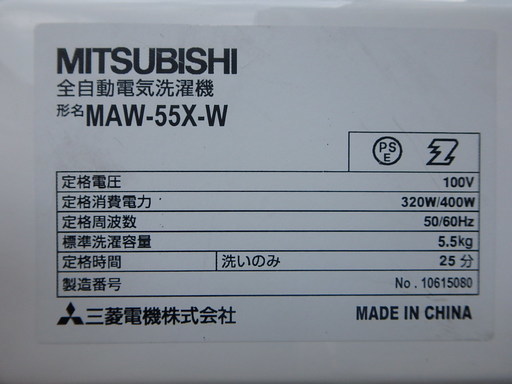 MITSUBISHI
全自動電気洗濯機
形名 MAW-55X-W
PS E
定格電圧 100V
定格消費電力 320W/400W
定格周波数 50/60Hz
標準洗濯容量 5.5kg
定格時間 洗いのみ 25分
製造番号 No.10615080
三菱電機株式会社 MADE IN CHINA